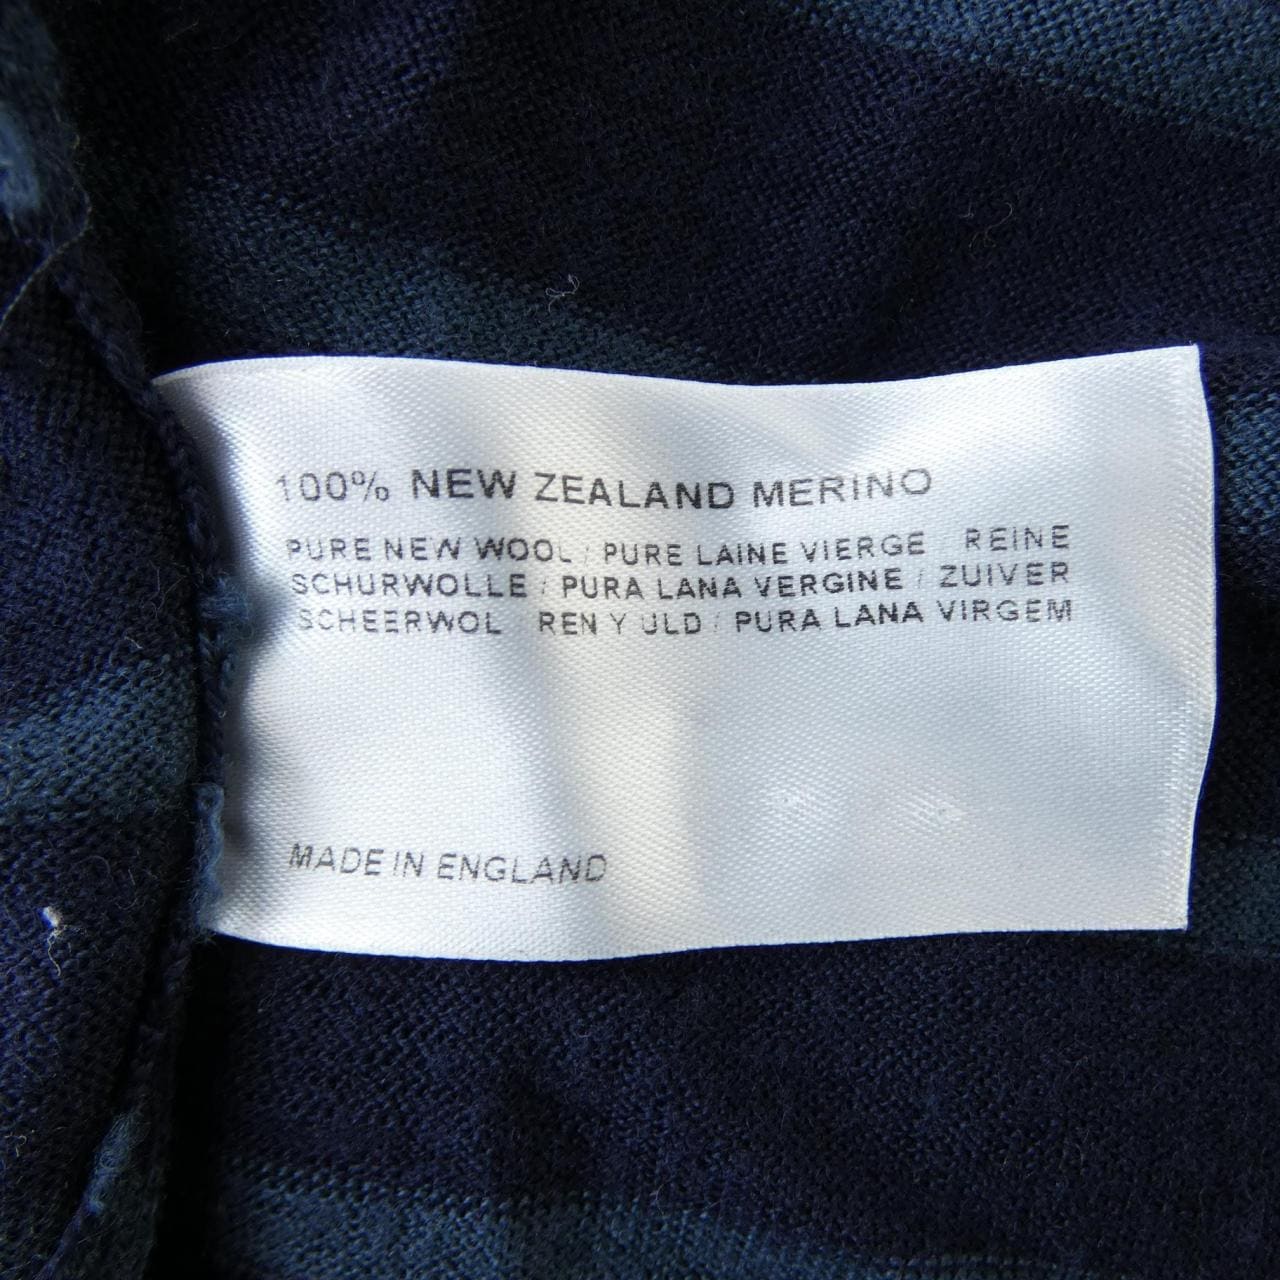 100% NEW ZEALAND MERINO
PURE NEW WOOL / PURE LAINE VIERGE / REINE
SCHURWOLLE / PURA LANA VERGINE / ZUIVER
SCHEERWOL REN Y ULD / PURA LANA VIRGEM
MADE IN ENGLAND